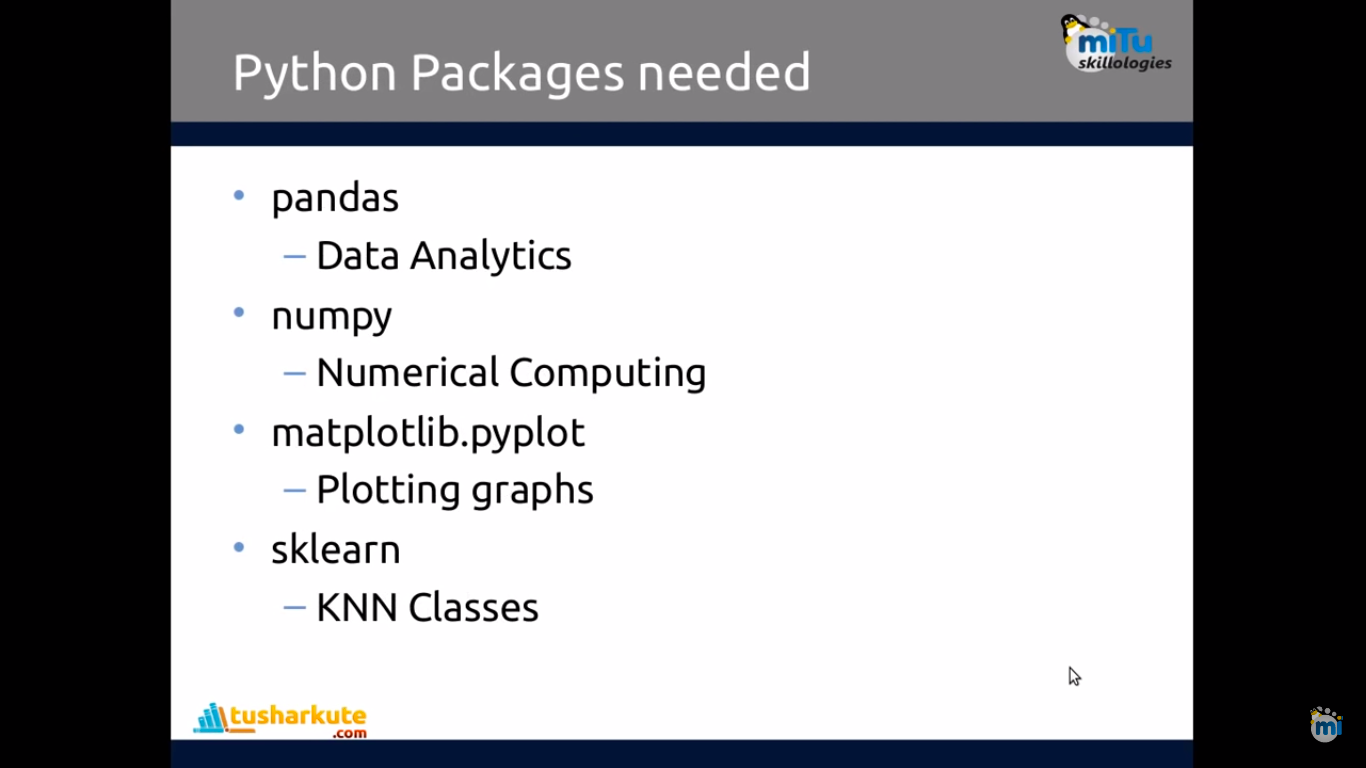 Python Packages needed
miTu
skillologies
• pandas
– Data Analytics
• numpy
– Numerical Computing
• matplotlib.pyplot
– Plotting graphs
• sklearn
– KNN Classes
tusharkute
.com
mi